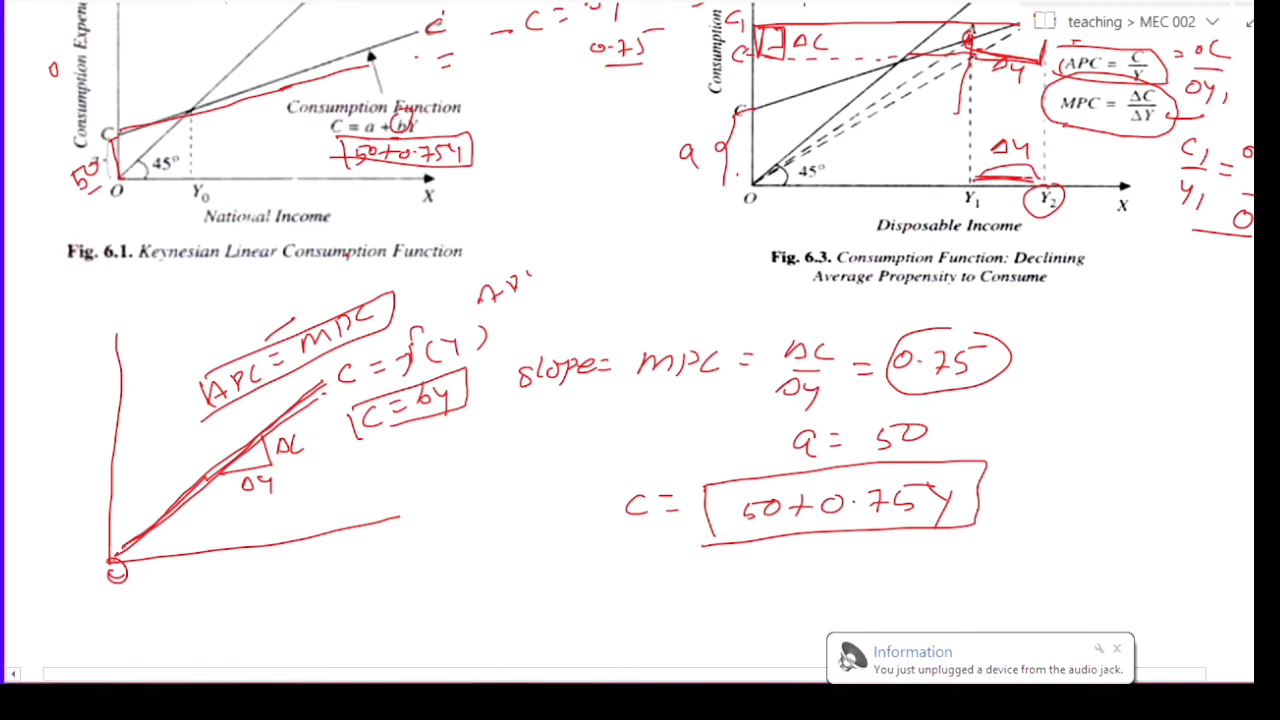 teaching > MEC 002
Consumption Expen
C'
C =
0.75
Consumption Function
C = a + bY
50+0.75Y
C
50
45°
O
Y0
X
National Income
Fig. 6.1. Keynesian Linear Consumption Function
Consumption
C1
ΔC
C
ΔY
APC = C/Y
MPC = ΔC/ΔY
a
ΔY
45°
O
Y1
Y2
X
C1/Y1 =
Disposable Income
Fig. 6.3. Consumption Function: Declining
Average Propensity to Consume
APC = MPC
C = f(Y)
C = bY
ΔC
ΔY
slope = MPC = ΔC/ΔY = 0.75
a = 50
C = 50+0.75Y
Information
You just unplugged a device from the audio jack.